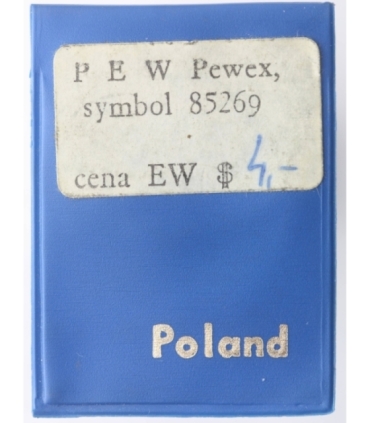 P E W Pewex,
symbol 85269
cena EW $ 4,-
Poland